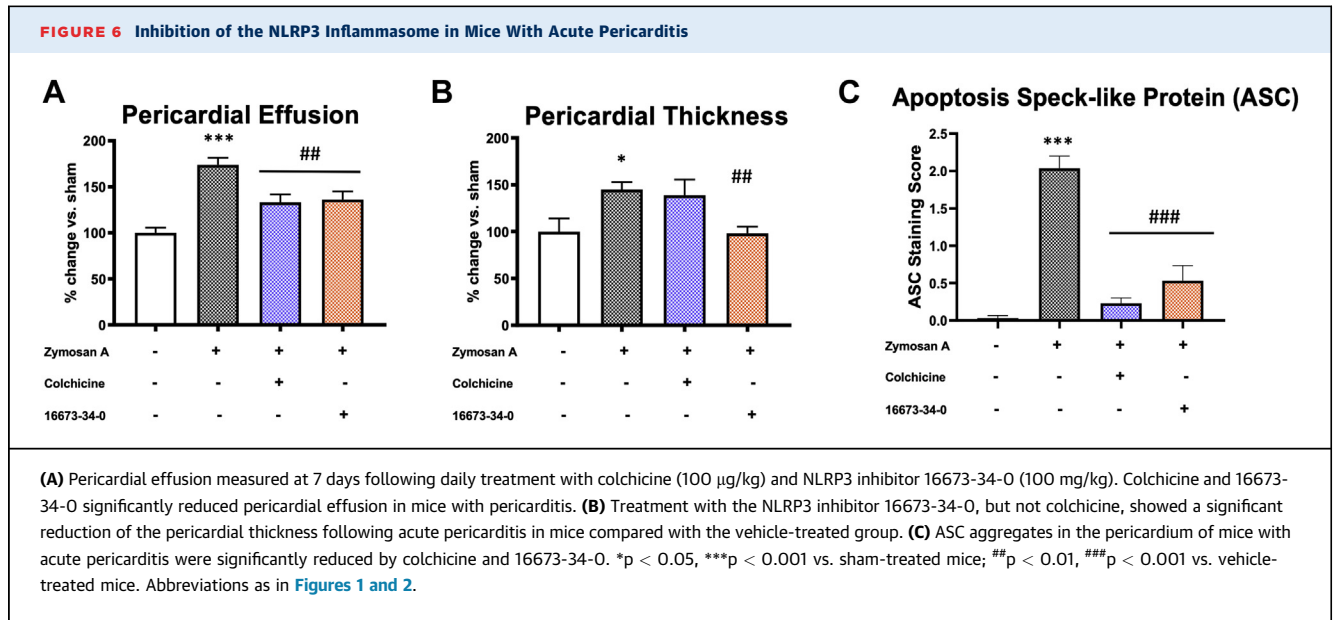 FIGURE 6 Inhibition of the NLRP3 Inflammasome in Mice With Acute Pericarditis
A
Pericardial Effusion
% change vs. sham
200
150
100
50
0
***
##
Zymosan A - + + +
Colchicine - - + -
16673-34-0 - - - +
B
Pericardial Thickness
% change vs. sham
200
150
100
50
0
*
##
Zymosan A - + + +
Colchicine - - + -
16673-34-0 - - - +
C
Apoptosis Speck-like Protein (ASC)
ASC Staining Score
2.5
2.0
1.5
1.0
0.5
0.0
***
###
Zymosan A - + + +
Colchicine - - + -
16673-34-0 - - - +
(A) Pericardial effusion measured at 7 days following daily treatment with colchicine (100 μg/kg) and NLRP3 inhibitor 16673-34-0 (100 mg/kg). Colchicine and 16673-
34-0 significantly reduced pericardial effusion in mice with pericarditis. (B) Treatment with the NLRP3 inhibitor 16673-34-0, but not colchicine, showed a significant
reduction of the pericardial thickness following acute pericarditis in mice compared with the vehicle-treated group. (C) ASC aggregates in the pericardium of mice with
acute pericarditis were significantly reduced by colchicine and 16673-34-0. *p < 0.05, ***p < 0.001 vs. sham-treated mice; ##p < 0.01, ###p < 0.001 vs. vehicle-
treated mice. Abbreviations as in Figures 1 and 2.